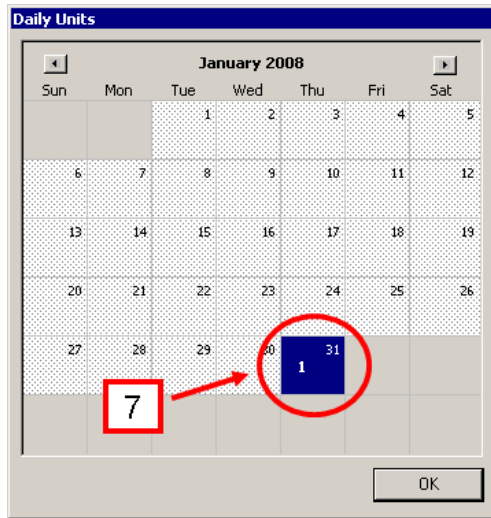 Daily Units
January 2008
Sun Mon Tue Wed Thu Fri Sat
1 2 3 4 5
6 7 8 9 10 11 12
13 14 15 16 17 18 19
20 21 22 23 24 25 26
27 28 29 30 31
1
7
OK